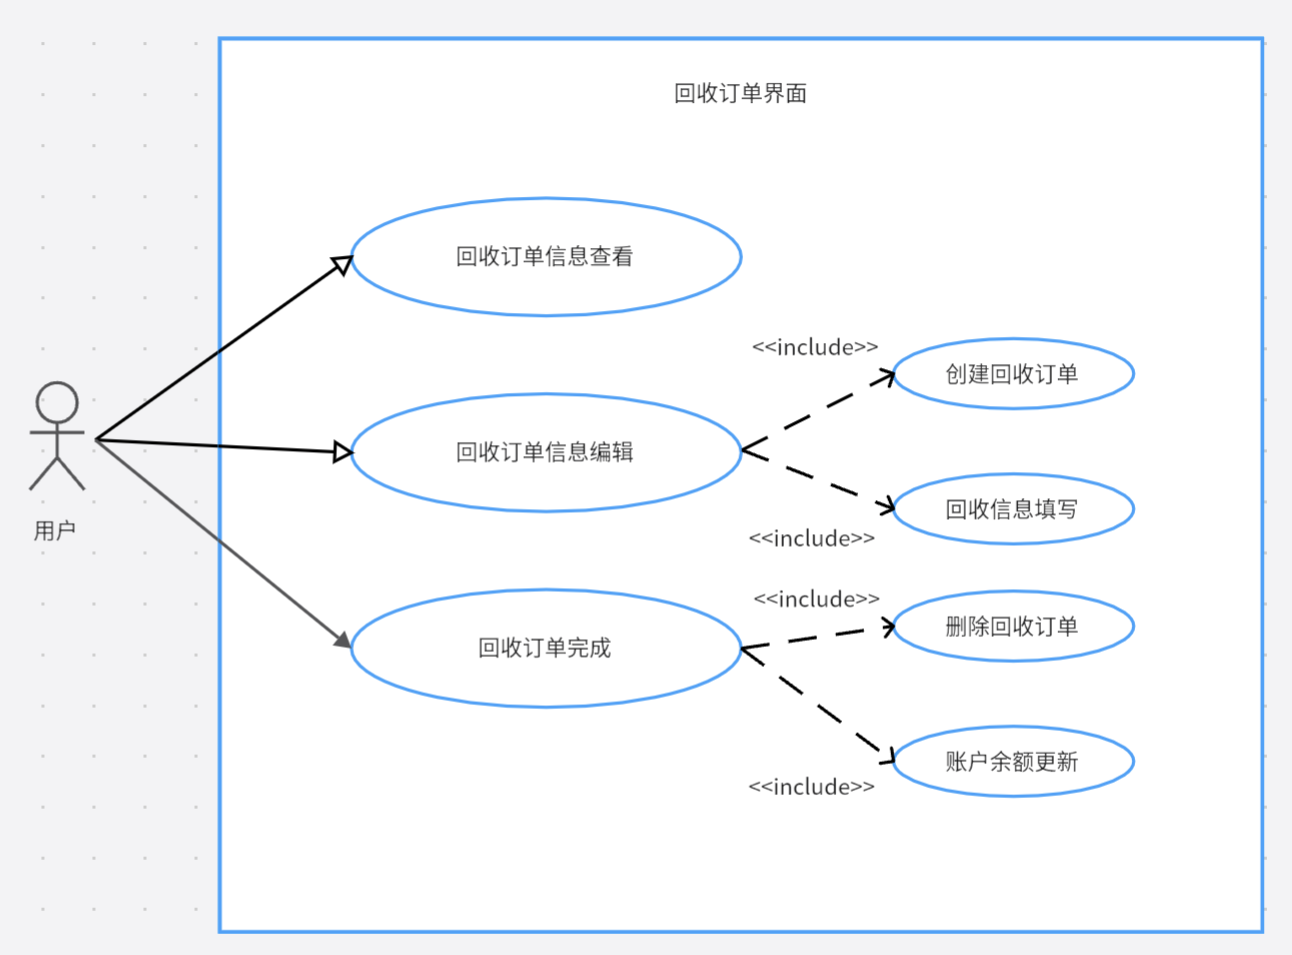 回收订单界面
回收订单信息查看
<<include>>
创建回收订单
回收订单信息编辑
回收信息填写
用户
<<include>>
<<include>>
删除回收订单
回收订单完成
账户余额更新
<<include>>